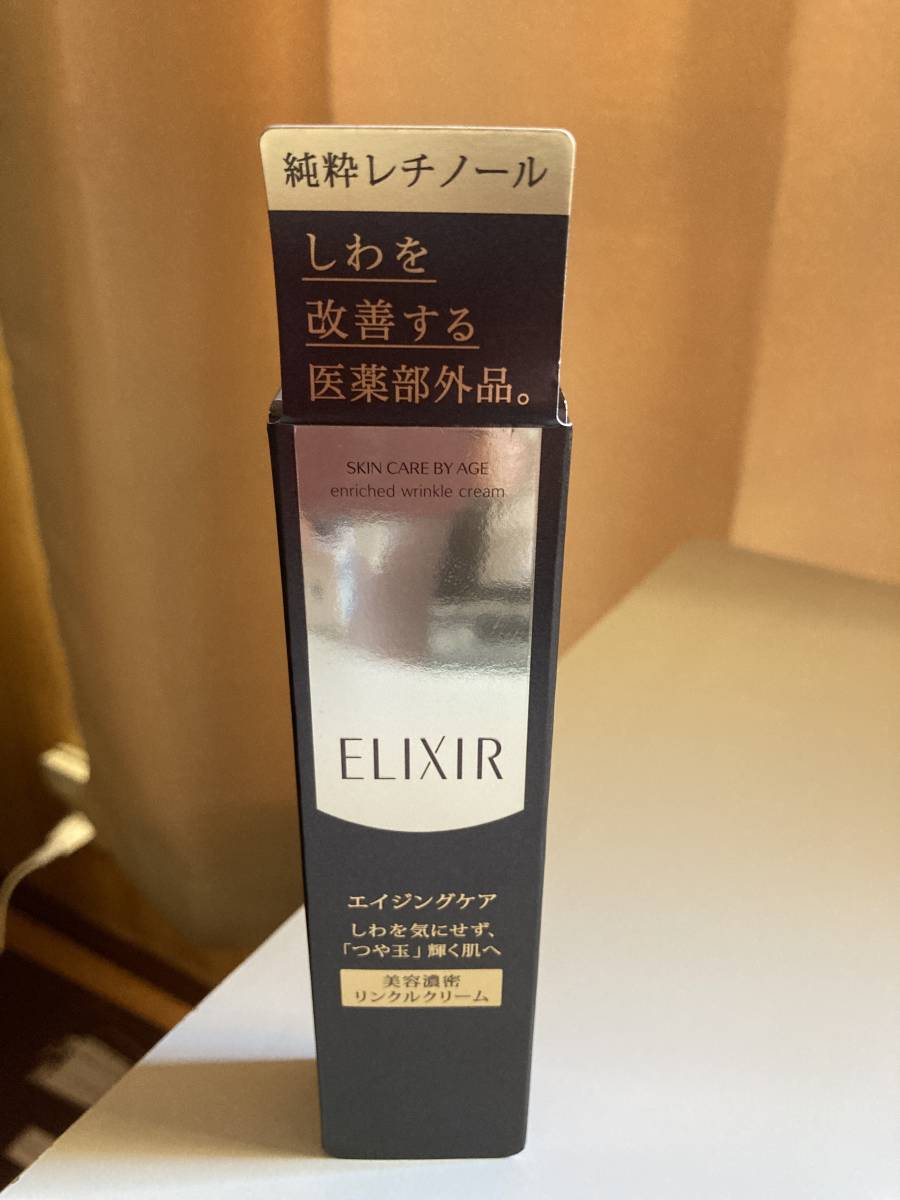 純粋レチノール
しわを
改善する
医薬部外品。
SKIN CARE BY AGE
enriched wrinkle cream
ELIXIR
エイジングケア
しわを気にせず、
「つや玉」輝く肌へ
美容濃密
リンクルクリーム